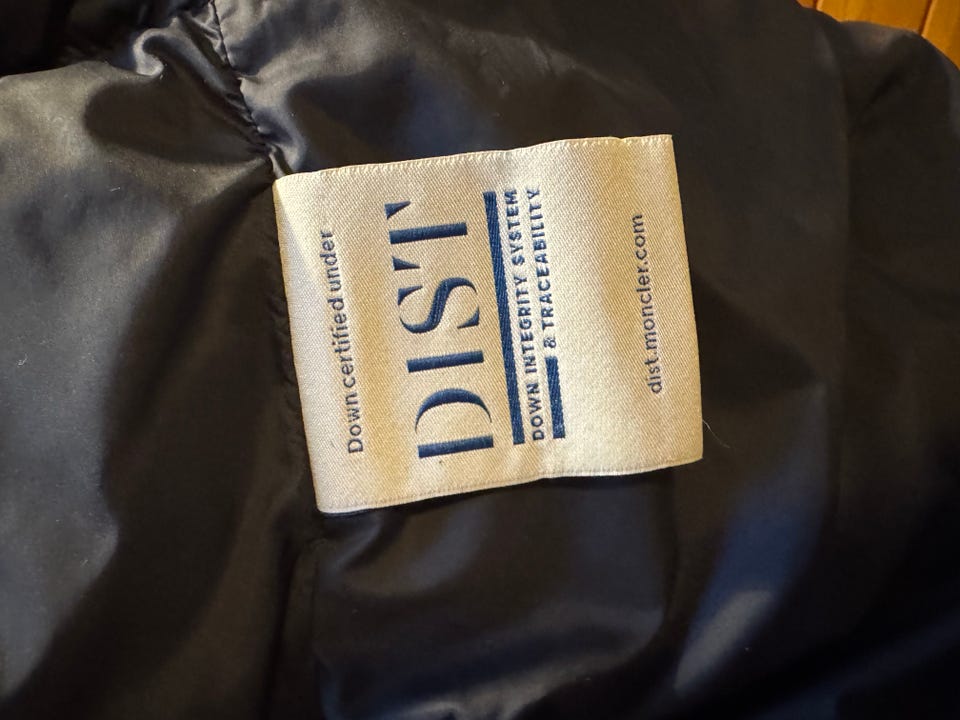 Down certified under
DIST
DOWN INTEGRITY SYSTEM
& TRACEABILITY
dist.moncler.com